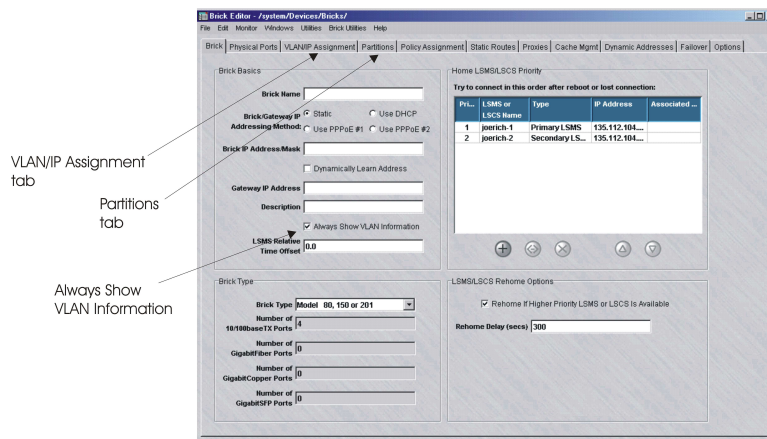 Brick Editor - /system/Devices/Bricks/
File Edit Monitor Windows Utilities Brick Utilities Help
Brick Physical Ports VLAN/IP Assignment Partitions Policy Assignment Static Routes Proxies Cache Mgmt Dynamic Addresses Failover Options
Brick Basics
Brick Name
Brick/Gateway IP
Addressing Method:
Static
Use DHCP
Use PPPoE #1
Use PPPoE #2
Brick IP Address/Mask
Dynamically Learn Address
Gateway IP Address
Description
Always Show VLAN Information
LSMS Relative
Time Offset
0.0
Home LSMS/LSCS Priority
Try to connect in this order after reboot or lost connection:
Pri... LSMS or LSCS Name Type IP Address Associated ...
1 joerich-1 Primary LSMS 135.112.104....
2 joerich-2 Secondary LS... 135.112.104....
Brick Type
Brick Type Model 80, 150 or 201
Number of
10/100baseTX Ports
4
Number of
GigabitFiber Ports
0
Number of
GigabitCopper Ports
0
Number of
GigabitSFP Ports
0
LSMS/LSCS Rehome Options
Rehome If Higher Priority LSMS or LSCS Is Available
Rehome Delay (secs) 300
VLAN/IP Assignment
tab
Partitions
tab
Always Show
VLAN Information